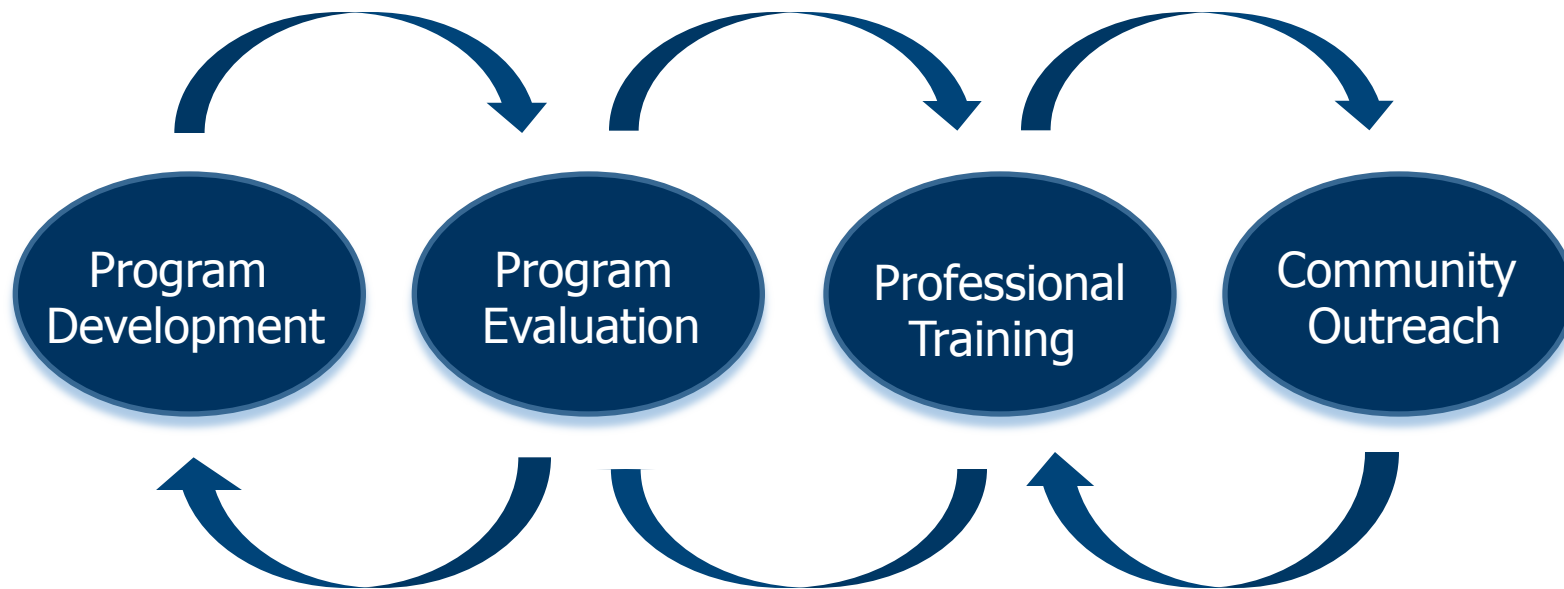 Program
Development
Program
Evaluation
Professional
Training
Community
Outreach